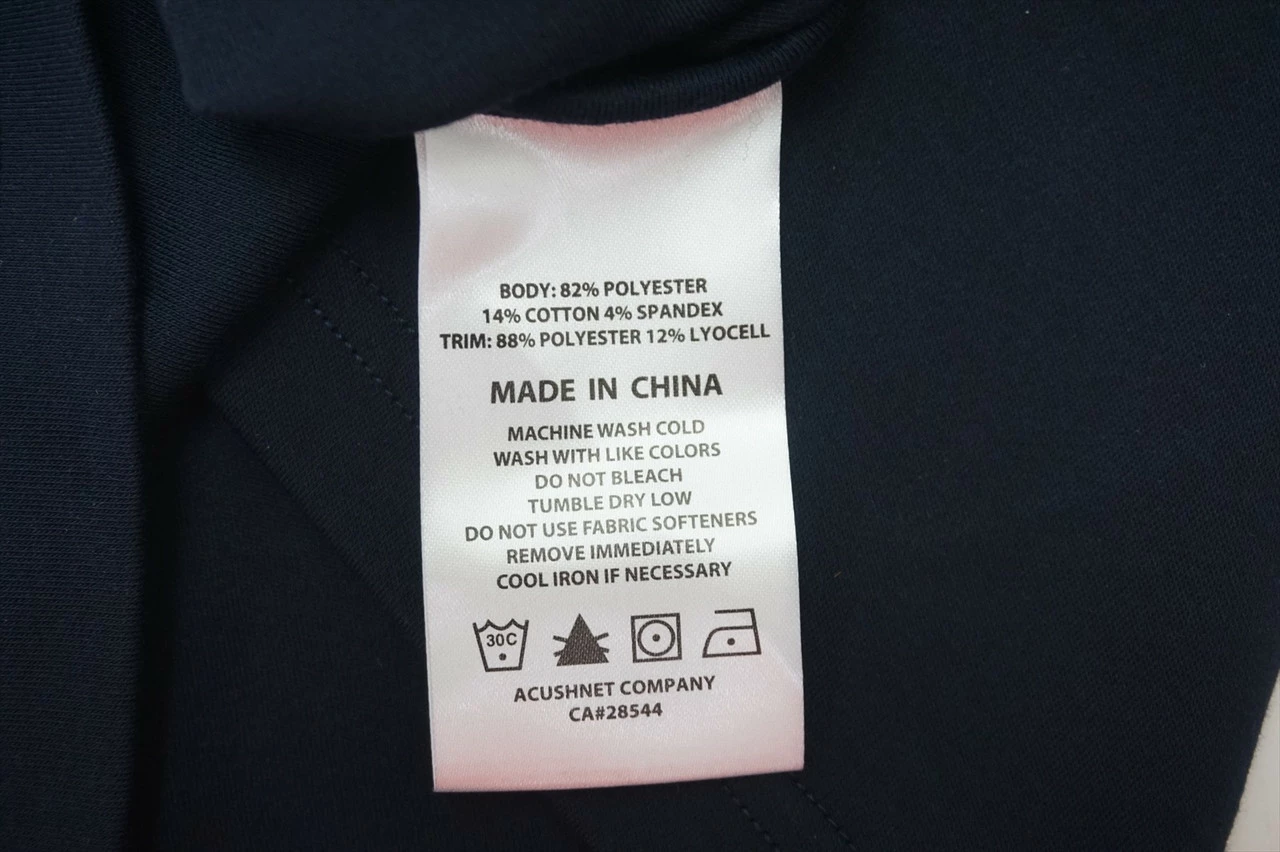 BODY: 82% POLYESTER
14% COTTON 4% SPANDEX
TRIM: 88% POLYESTER 12% LYOCELL
MADE IN CHINA
MACHINE WASH COLD
WASH WITH LIKE COLORS
DO NOT BLEACH
TUMBLE DRY LOW
DO NOT USE FABRIC SOFTENERS
REMOVE IMMEDIATELY
COOL IRON IF NECESSARY
30C
ACUSHNET COMPANY
CA#28544